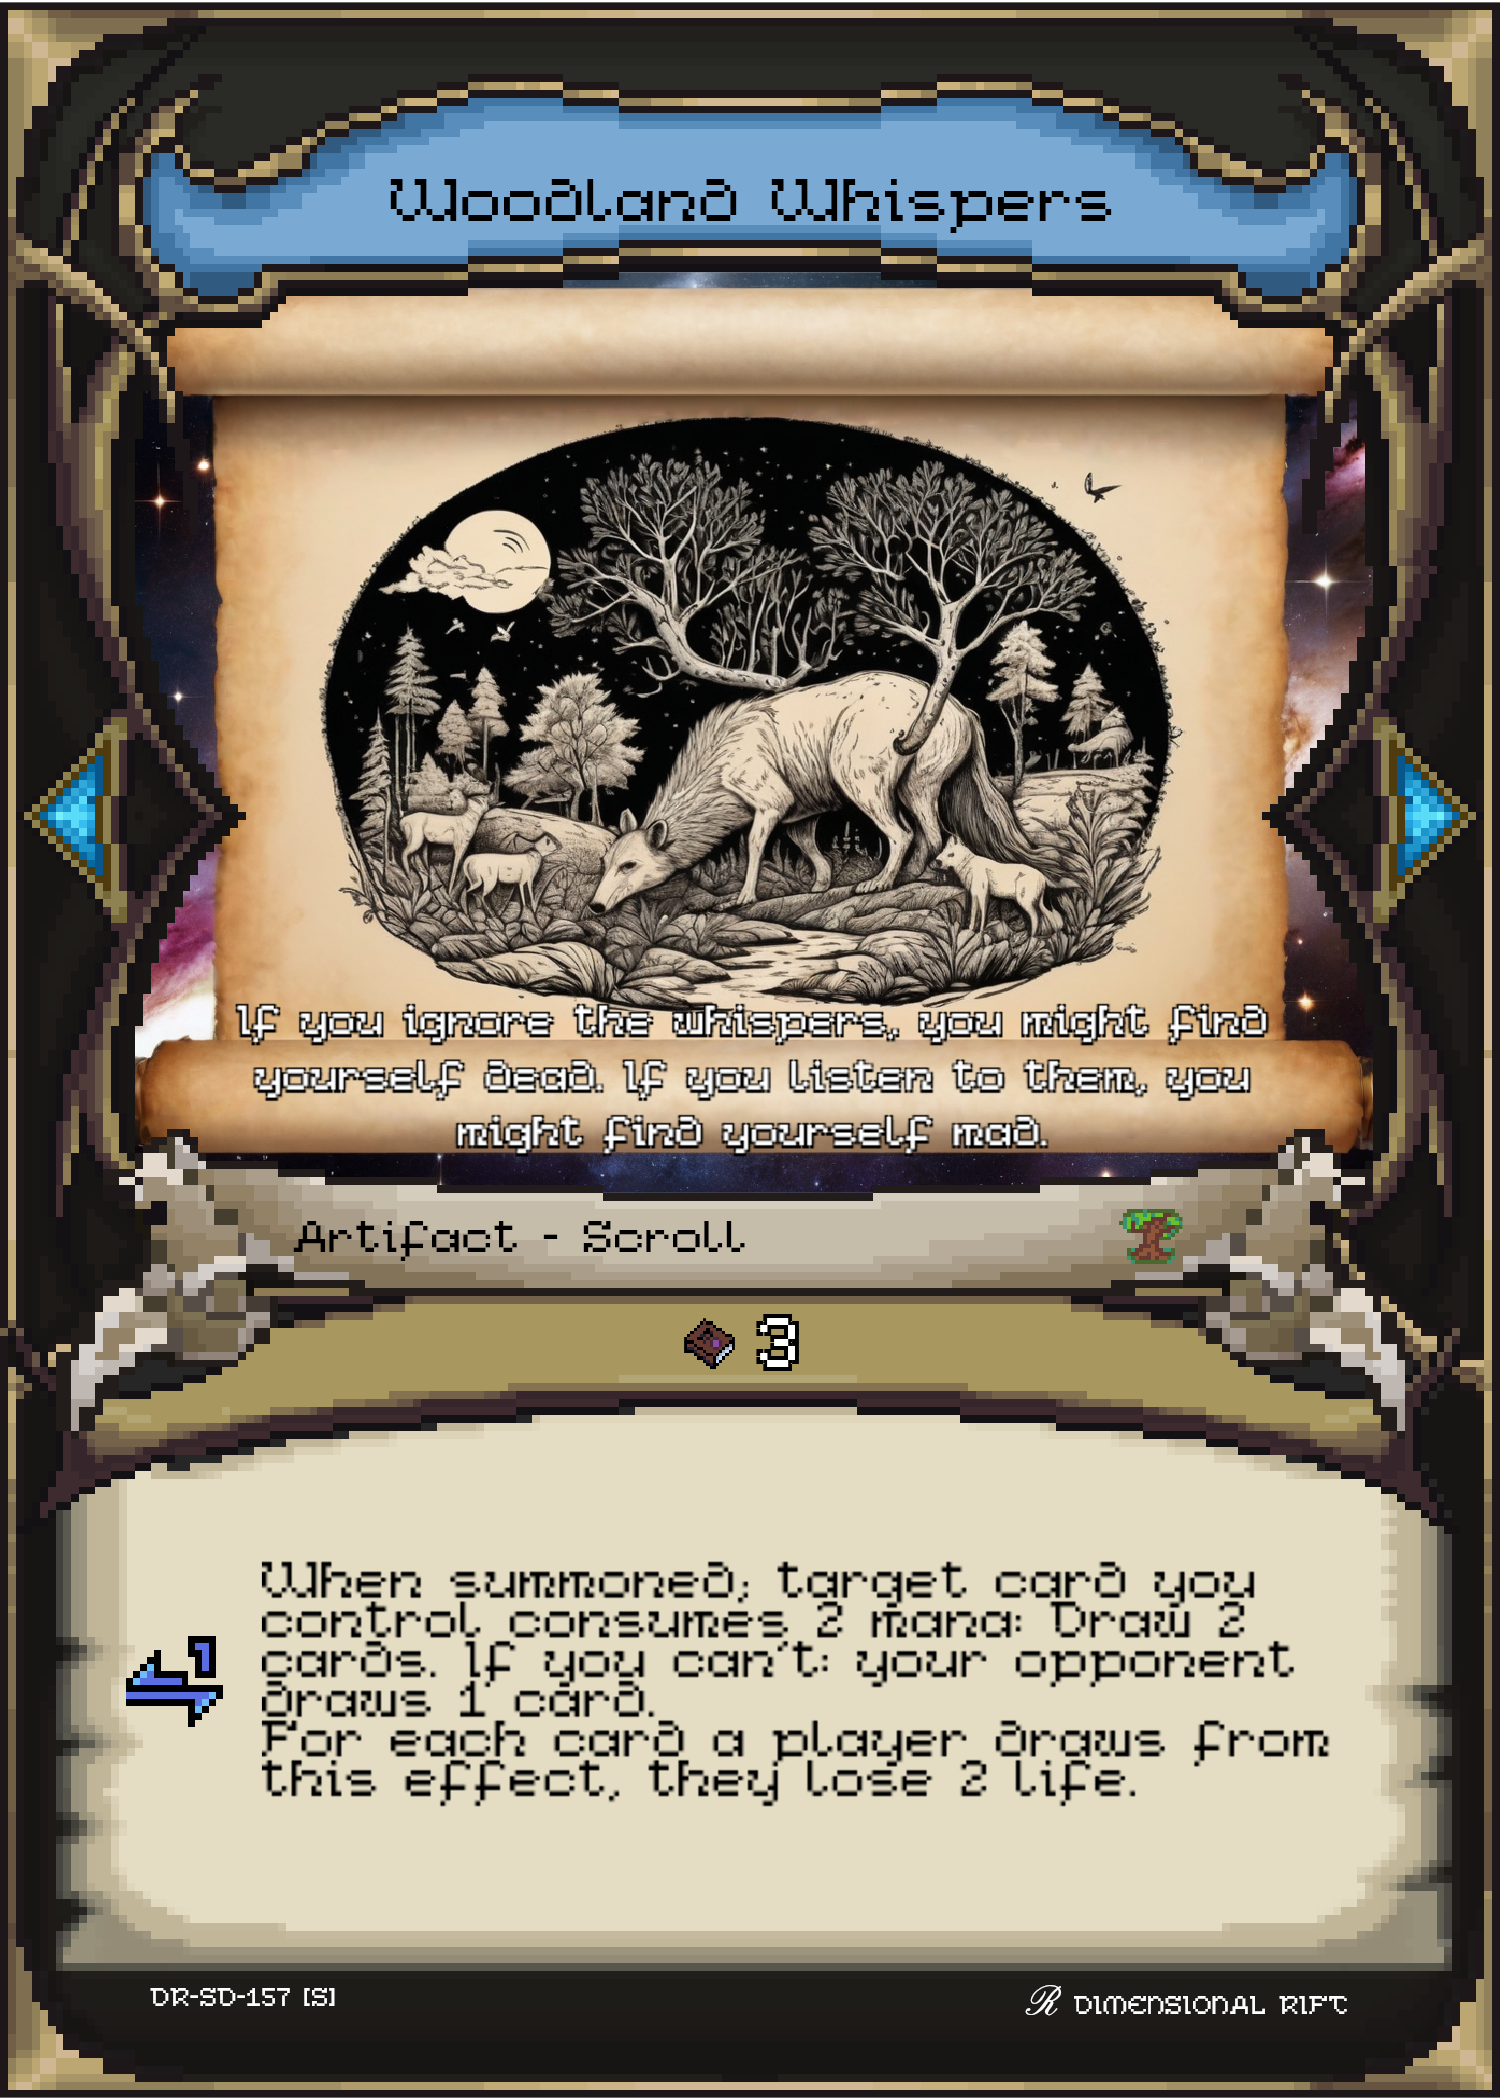 Woodland Whispers
If you ignore the whispers, you might find
yourself dead. If you listen to them, you
might find yourself mad.
Artifact - Scroll
3
When summoned; target card you
control consumes 2 mana: Draw 2
cards. If you can't: your opponent
draws 1 card.
For each card a player draws from
this effect, they lose 2 life.
1
DR-SD-157 [S]
R DIMENSIONAL RIFT